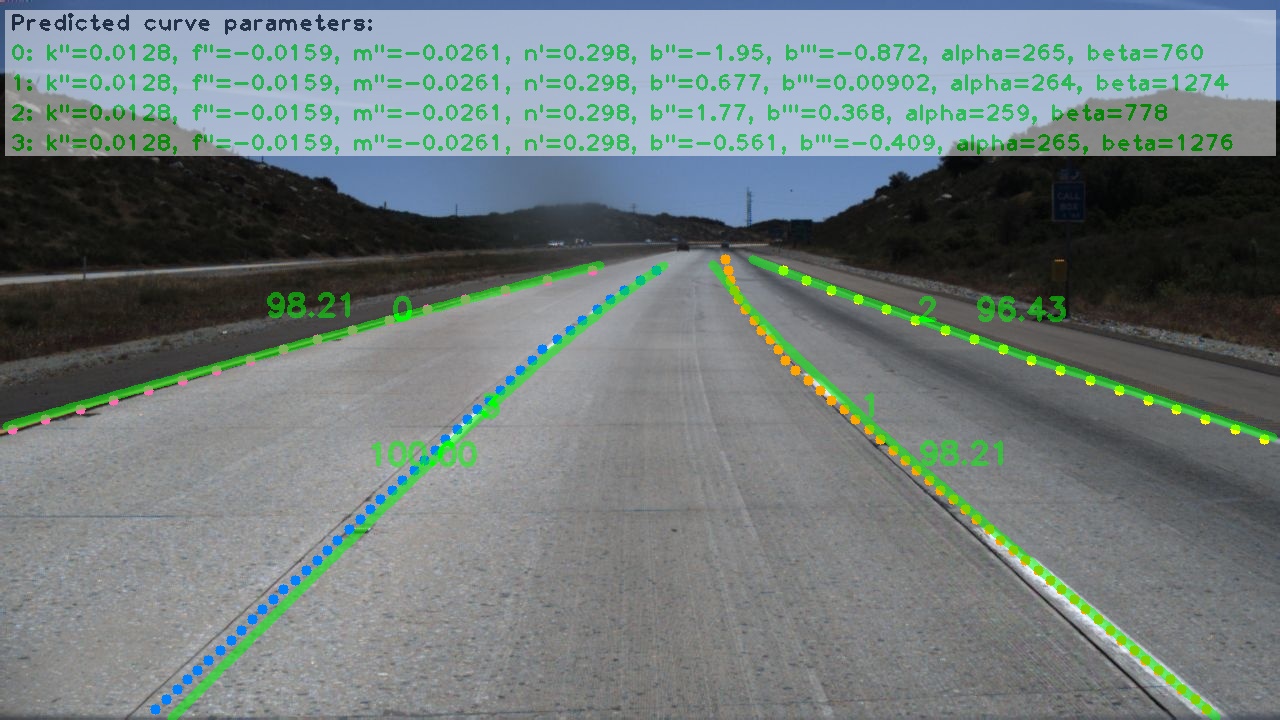 Predicted curve parameters:
0: k"=0.0128, f"=-0.0159, m"=-0.0261, n'=0.298, b"=-1.95, b'''=-0.872, alpha=265, beta=760
1: k"=0.0128, f"=-0.0159, m"=-0.0261, n'=0.298, b"=0.677, b'''=0.00902, alpha=264, beta=1274
2: k"=0.0128, f"=-0.0159, m"=-0.0261, n'=0.298, b"=1.77, b'''=0.368, alpha=259, beta=778
3: k"=0.0128, f"=-0.0159, m"=-0.0261, n'=0.298, b"=-0.561, b'''=-0.409, alpha=265, beta=1276
CALL
BOX
98.21 0 2 96.43
3 1
100.00 98.21